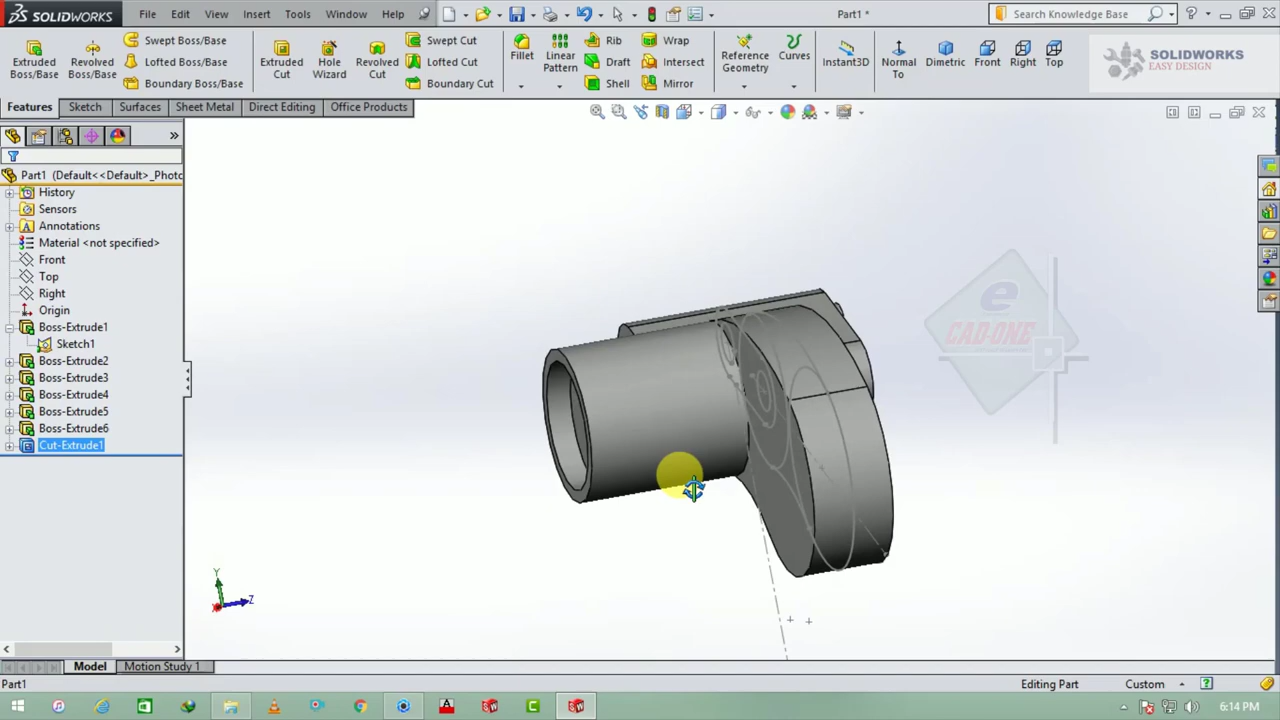 SOLIDWORKS File Edit View Insert Tools Window Help Part1 * Search Knowledge Base
Extruded Boss/Base
Revolved Boss/Base
Swept Boss/Base
Lofted Boss/Base
Boundary Boss/Base
Extruded Cut
Hole Wizard
Revolved Cut
Swept Cut
Lofted Cut
Boundary Cut
Fillet
Linear Pattern
Rib
Draft
Shell
Wrap
Intersect
Mirror
Reference Geometry
Curves
Instant3D
Normal To
Dimetric
Front
Right
Top
SOLIDWORKS
EASY DESIGN
Features Sketch Surfaces Sheet Metal Direct Editing Office Products
Part1 (Default<<Default>_Photo
History
Sensors
Annotations
Material <not specified>
Front
Top
Right
Origin
Boss-Extrude1
Sketch1
Boss-Extrude2
Boss-Extrude3
Boss-Extrude4
Boss-Extrude5
Boss-Extrude6
Cut-Extrude1
e
CAD-ONE
Y
X
Z
Model Motion Study 1
Part1 Editing Part Custom
6:14 PM